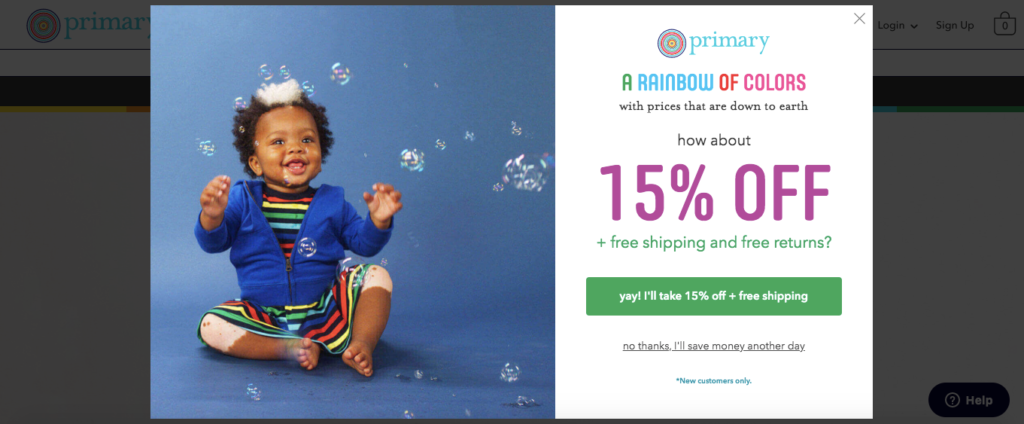 primary
Login
Sign Up
0
primary
A RAINBOW OF COLORS
with prices that are down to earth
how about
15% OFF
+ free shipping and free returns?
yay! I'll take 15% off + free shipping
no thanks, I'll save money another day
*New customers only.
? Help